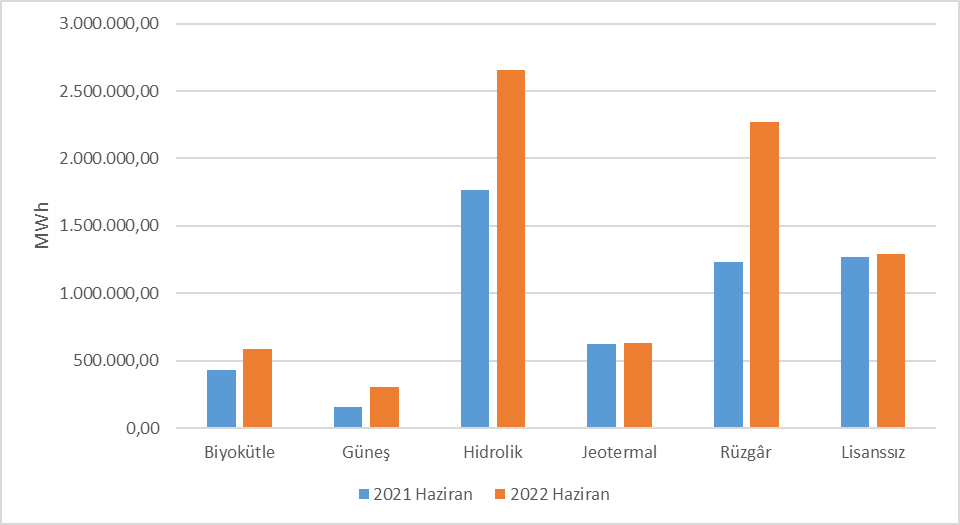 3.000.000,00
2.500.000,00
2.000.000,00
1.500.000,00
1.000.000,00
500.000,00
0,00
MWh
Biyokütle Güneş Hidrolik Jeotermal Rüzgâr Lisanssız
2021 Haziran 2022 Haziran